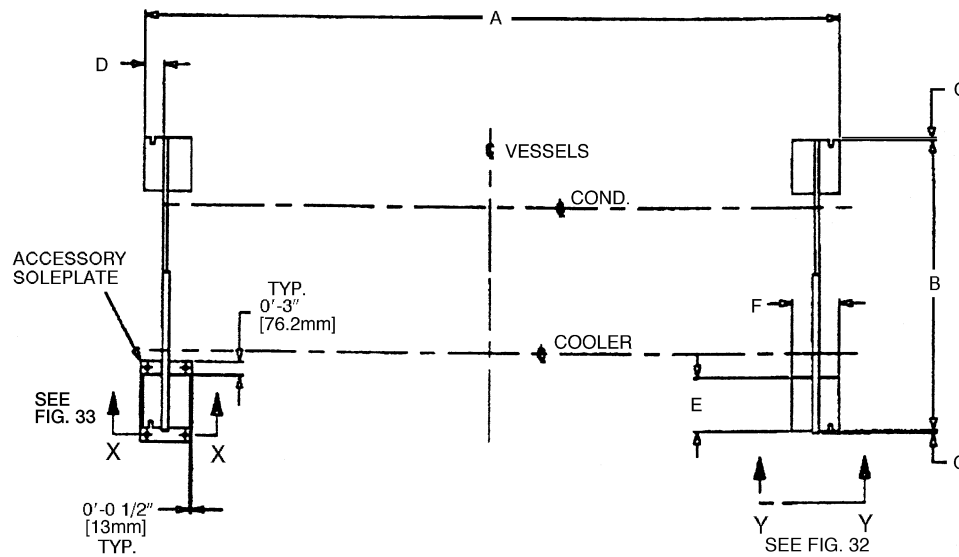 A
D
C
VESSELS
COND.
ACCESSORY
SOLEPLATE
TYP.
0′-3″
[76.2mm]
B
F
COOLER
E
SEE
FIG. 33
X
X
C
0′-0 1/2″
[13mm]
TYP.
Y
Y
SEE FIG. 32